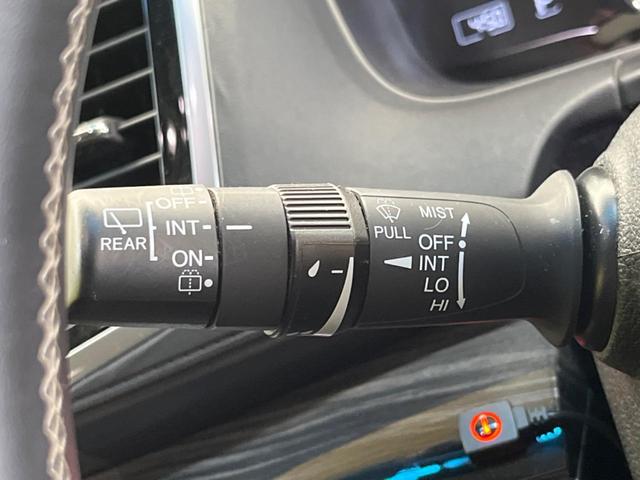 REAR
OFF
INT
ON
PULL
MIST
OFF
INT
LO
HI